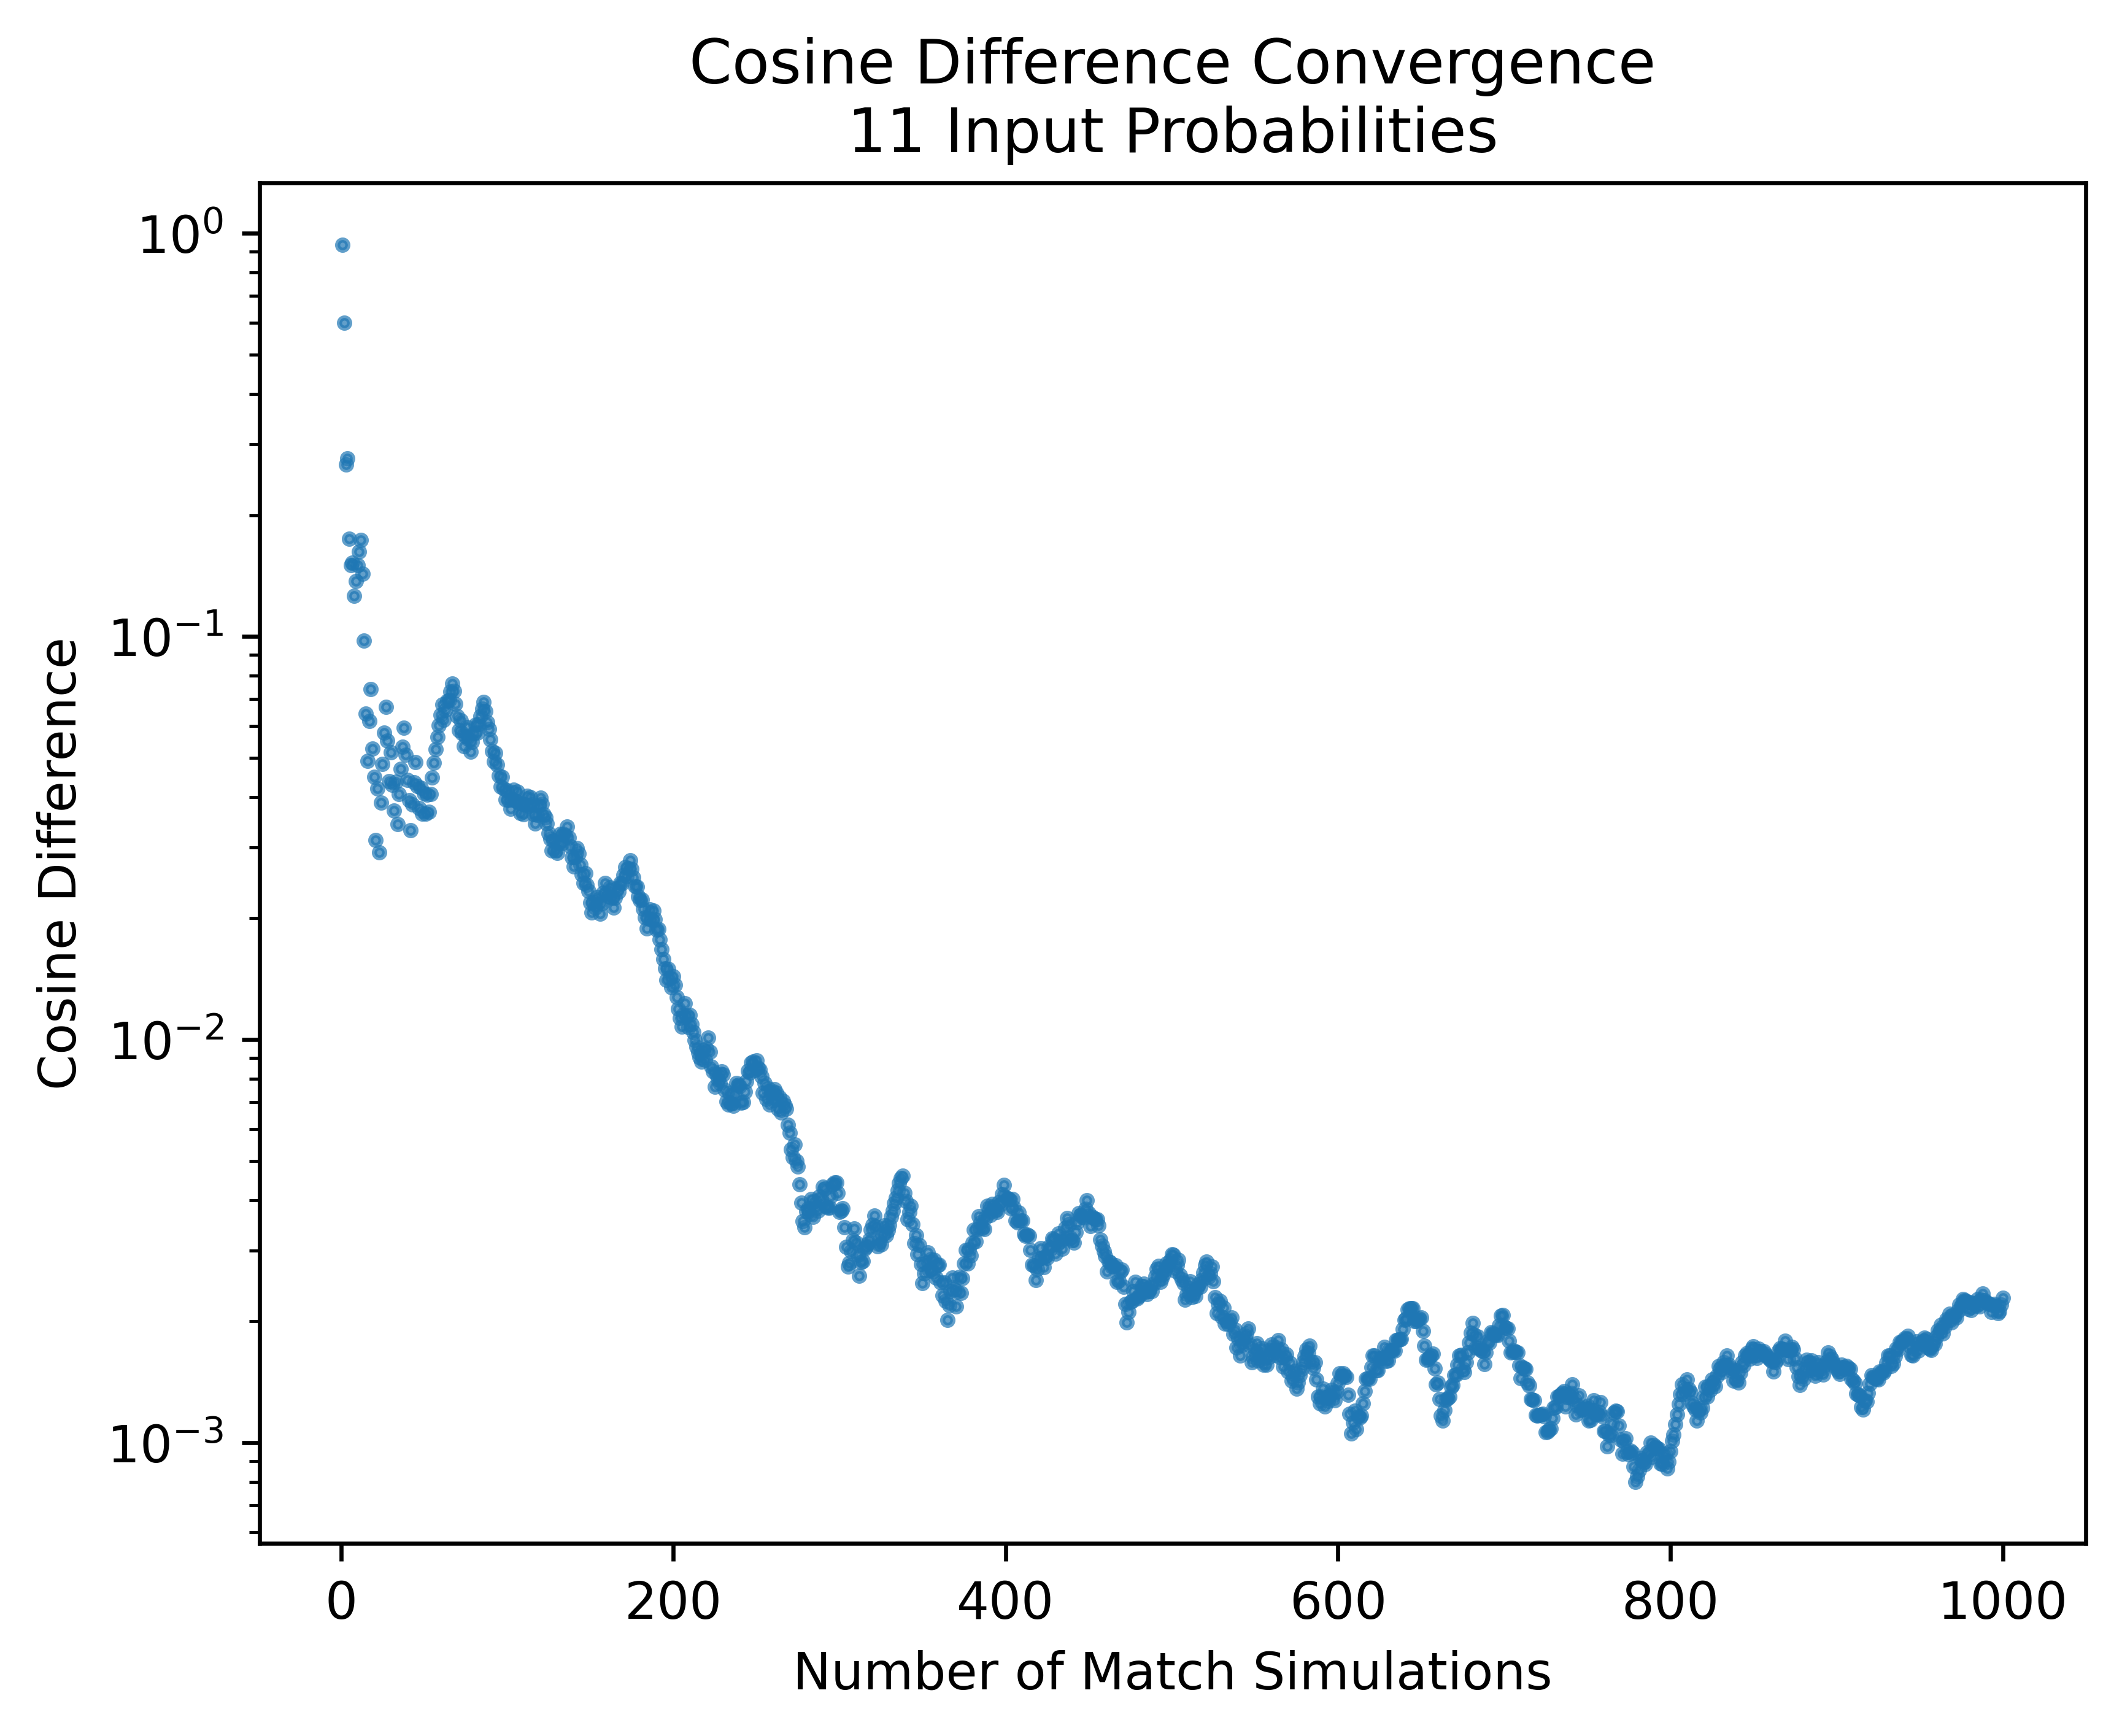 Cosine Difference Convergence
11 Input Probabilities
10⁰
10⁻¹
10⁻²
10⁻³
Cosine Difference
0 200 400 600 800 1000
Number of Match Simulations